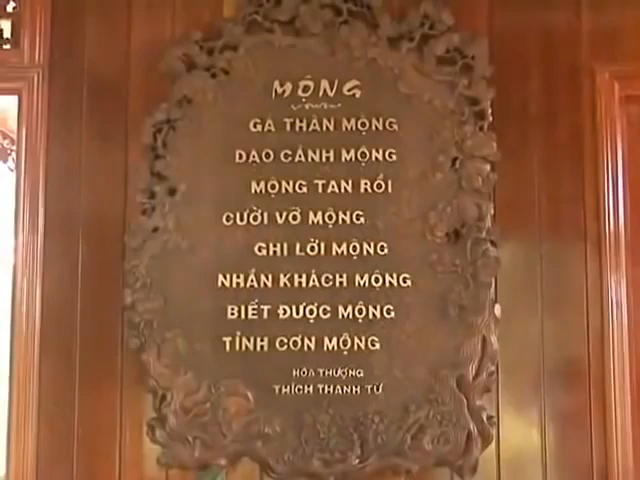 MỘNG
GÁ THÂN MỘNG
DẠO CẢNH MỘNG
MỘNG TAN RỒI
CƯỜI VỠ MỘNG
GHI LỜI MỘNG
NHẮN KHÁCH MỘNG
BIẾT ĐƯỢC MỘNG
TỈNH CƠN MỘNG
HÒA THƯỢNG
THÍCH THANH TỪ